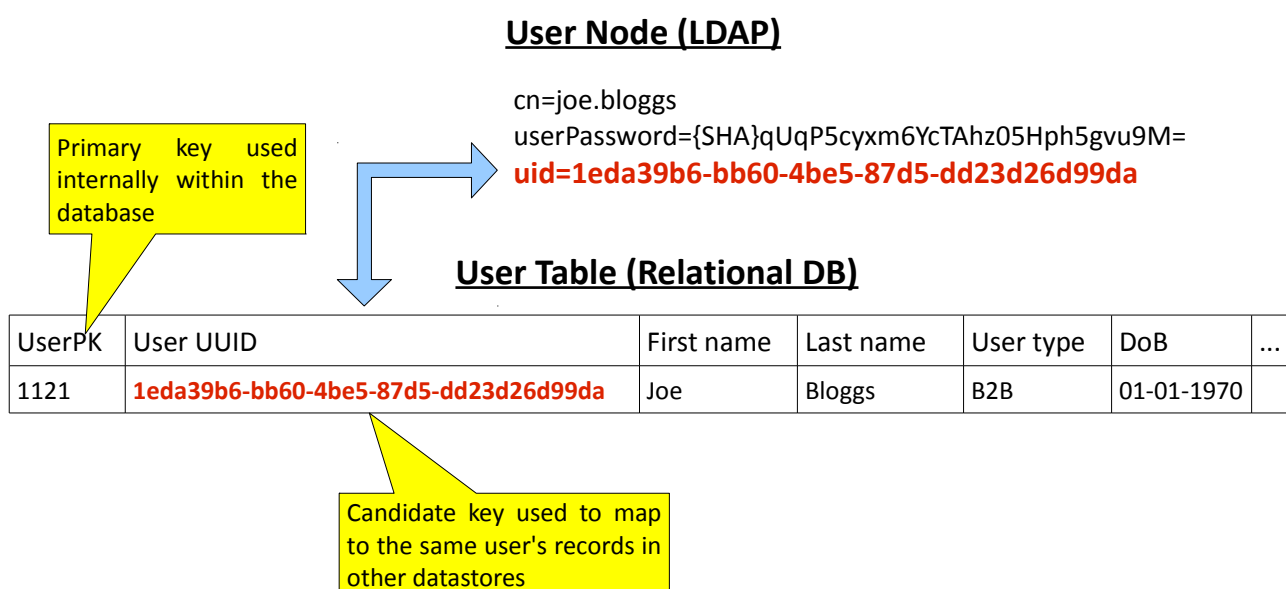 User Node (LDAP)
cn=joe.bloggs
userPassword={SHA}qUqP5cyxm6YcTAhz05Hph5gvu9M=
uid=1eda39b6-bb60-4be5-87d5-dd23d26d99da
Primary key used
internally within the
database
User Table (Relational DB)
UserPK User UUID First name Last name User type DoB ...
1121 1eda39b6-bb60-4be5-87d5-dd23d26d99da Joe Bloggs B2B 01-01-1970
Candidate key used to map
to the same user's records in
other datastores